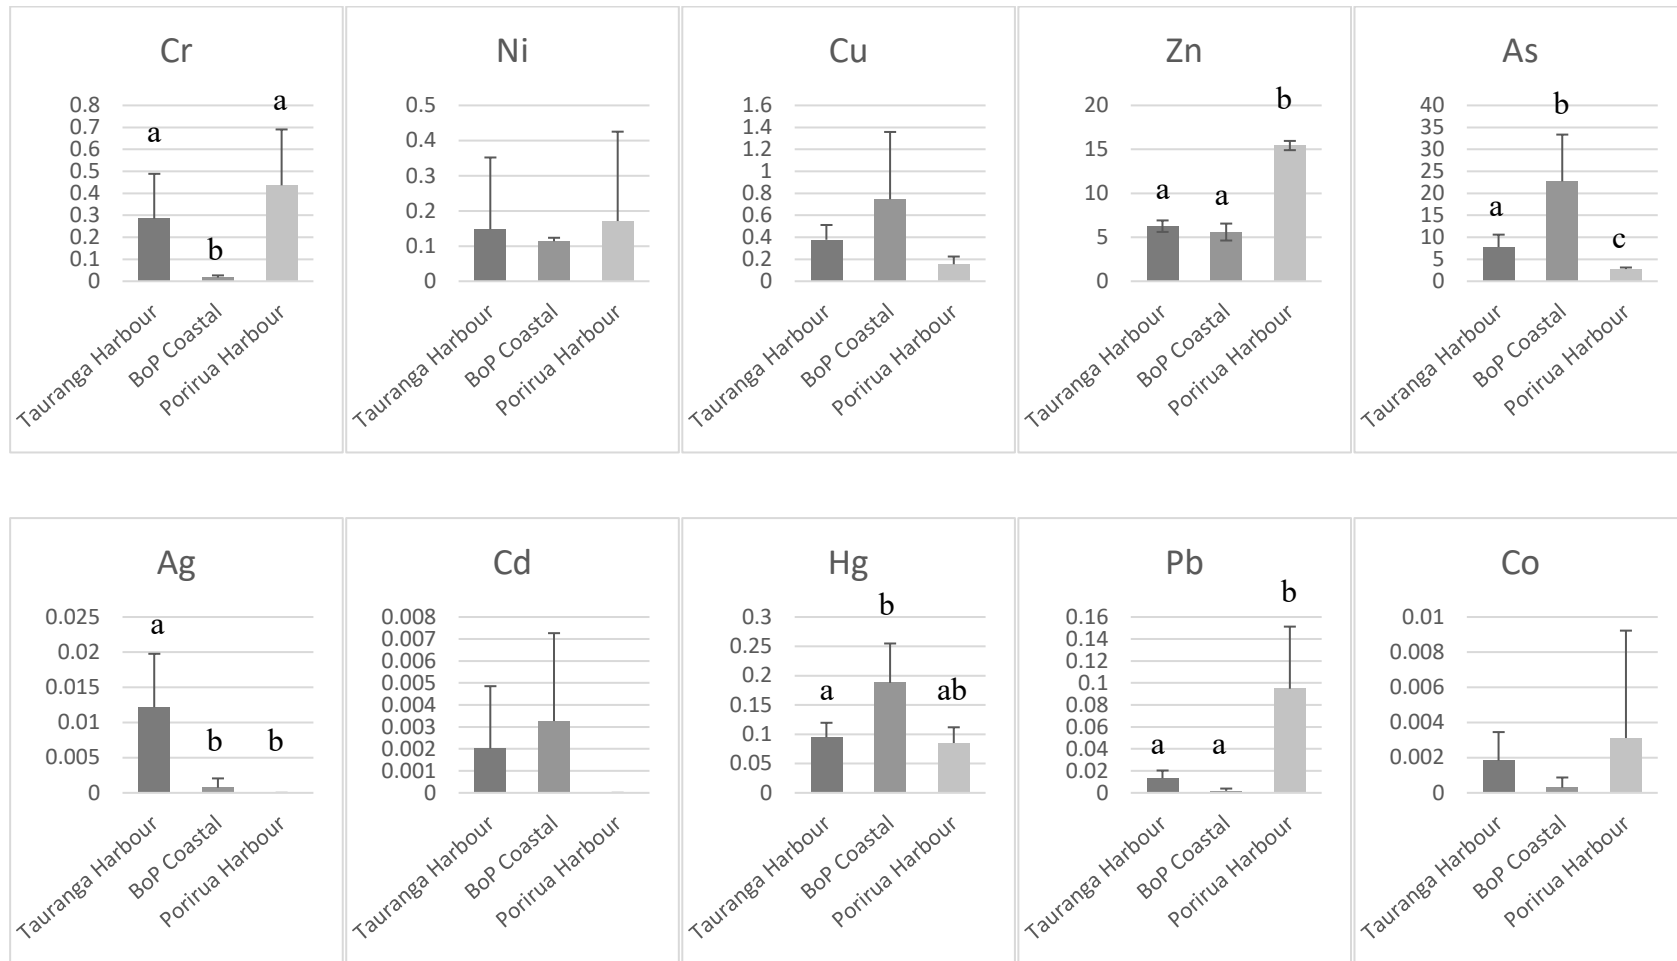 Cr
0.8
0.7
0.6
0.5
0.4
0.3
0.2
0.1
0
a
b
a
Tauranga Harbour
BoP Coastal
Porirua Harbour
Ni
0.5
0.4
0.3
0.2
0.1
0
Tauranga Harbour
BoP Coastal
Porirua Harbour
Cu
1.6
1.4
1.2
1
0.8
0.6
0.4
0.2
0
Tauranga Harbour
BoP Coastal
Porirua Harbour
Zn
20
15
10
5
0
a
a
b
Tauranga Harbour
BoP Coastal
Porirua Harbour
As
40
35
30
25
20
15
10
5
0
a
b
c
Tauranga Harbour
BoP Coastal
Porirua Harbour
Ag
0.025
0.02
0.015
0.01
0.005
0
a
b
b
Tauranga Harbour
BoP Coastal
Porirua Harbour
Cd
0.008
0.007
0.006
0.005
0.004
0.003
0.002
0.001
0
Tauranga Harbour
BoP Coastal
Porirua Harbour
Hg
0.3
0.25
0.2
0.15
0.1
0.05
0
a
b
ab
Tauranga Harbour
BoP Coastal
Porirua Harbour
Pb
0.16
0.14
0.12
0.1
0.08
0.06
0.04
0.02
0
a
a
b
Tauranga Harbour
BoP Coastal
Porirua Harbour
Co
0.01
0.008
0.006
0.004
0.002
0
Tauranga Harbour
BoP Coastal
Porirua Harbour